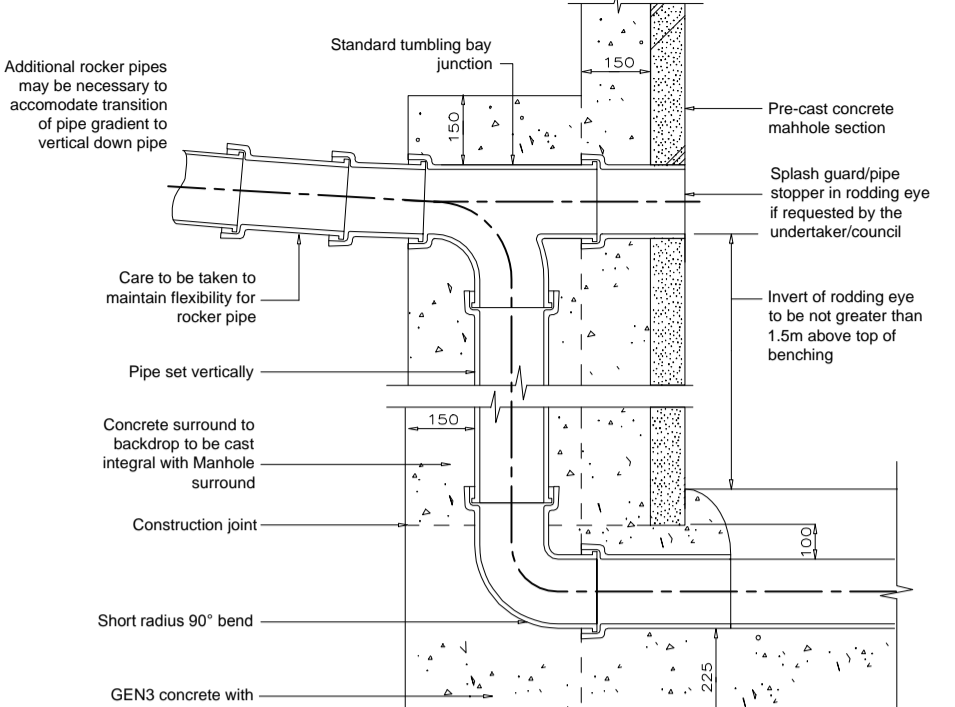 Additional rocker pipes
may be necessary to
accomodate transition
of pipe gradient to
vertical down pipe
Standard tumbling bay
junction
150
150
Pre-cast concrete
mahhole section
Splash guard/pipe
stopper in rodding eye
if requested by the
undertaker/council
Care to be taken to
maintain flexibility for
rocker pipe
Invert of rodding eye
to be not greater than
1.5m above top of
benching
Pipe set vertically
150
Concrete surround to
backdrop to be cast
integral with Manhole
surround
Construction joint
100
Short radius 90° bend
225
GEN3 concrete with